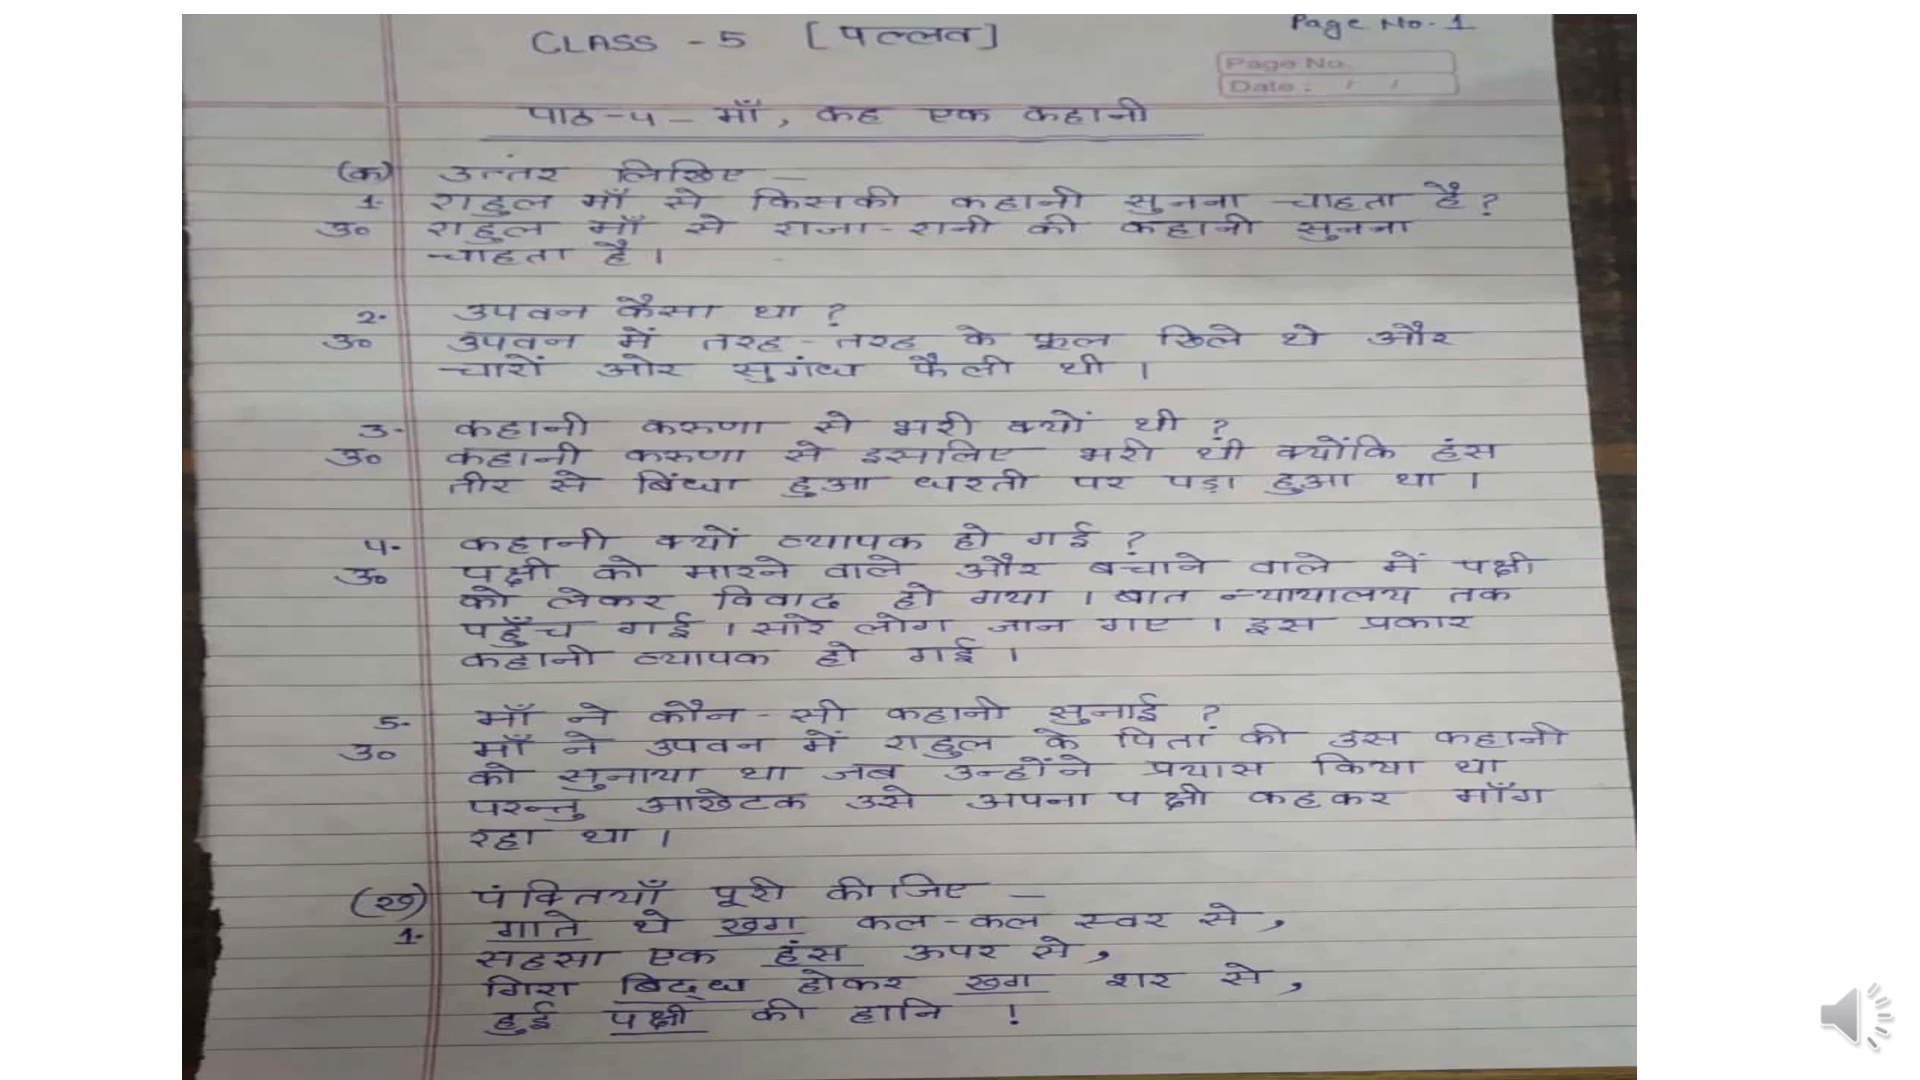 Page No. 1
CLASS - 5 [पल्लव]
Page No.
Date : / /
पाठ-५ - माँ, कह एक कहानी
(क) उत्तर लिखिए -
1. राहुल माँ से किसकी कहानी सुनना चाहता है?
उ० राहुल माँ से राजा-रानी की कहानी सुनना
चाहता है।
2. उपवन कैसा था?
उ० उपवन में तरह-तरह के फूल खिले थे और
चारों ओर सुगंध फैली थी।
3. कहानी करुणा से भरी क्यों थी?
उ० कहानी करुणा से इसलिए भरी थी क्योंकि हंस
तीर से बिंधा हुआ धरती पर पड़ा हुआ था।
५. कहानी क्यों व्यापक हो गई?
उ० पक्षी को मारने वाले और बचाने वाले में पक्षी
को लेकर विवाद हो गया। बात न्यायालय तक
पहुँच गई। सारे लोग जान गए। इस प्रकार
कहानी व्यापक हो गई।
5. माँ ने कौन-सी कहानी सुनाई?
उ० माँ ने उपवन में राहुल के पिता की उस कहानी
को सुनाया था जब उन्होंने प्रयास किया था
परन्तु आखेटक उसे अपना पक्षी कहकर माँग
रहा था।
(ख) पंक्तियाँ पूरी कीजिए -
1. गाते थे खग कल-कल स्वर से,
सहसा एक हंस ऊपर से,
गिरा बिद्ध होकर खग शर से,
हुई पक्षी की हानि!